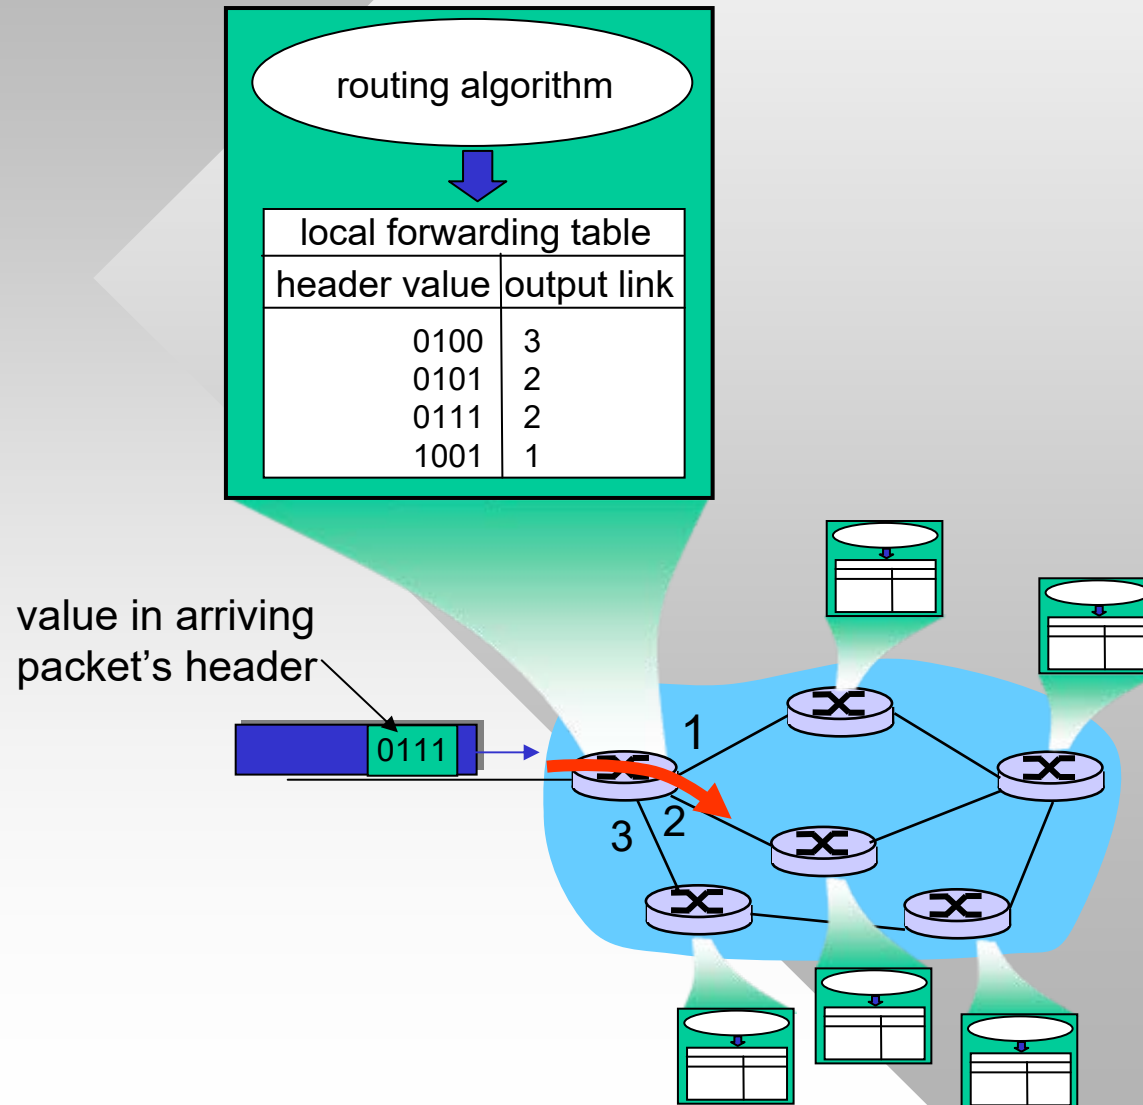 routing algorithm
local forwarding table
header value output link
0100 3
0101 2
0111 2
1001 1
value in arriving
packet’s header
0111
1
2
3